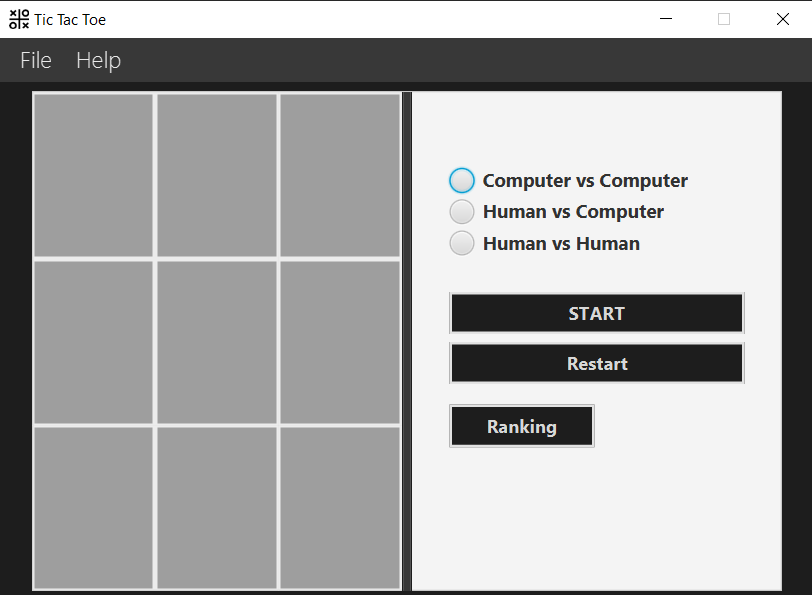 Tic Tac Toe
File Help
Computer vs Computer
Human vs Computer
Human vs Human
START
Restart
Ranking